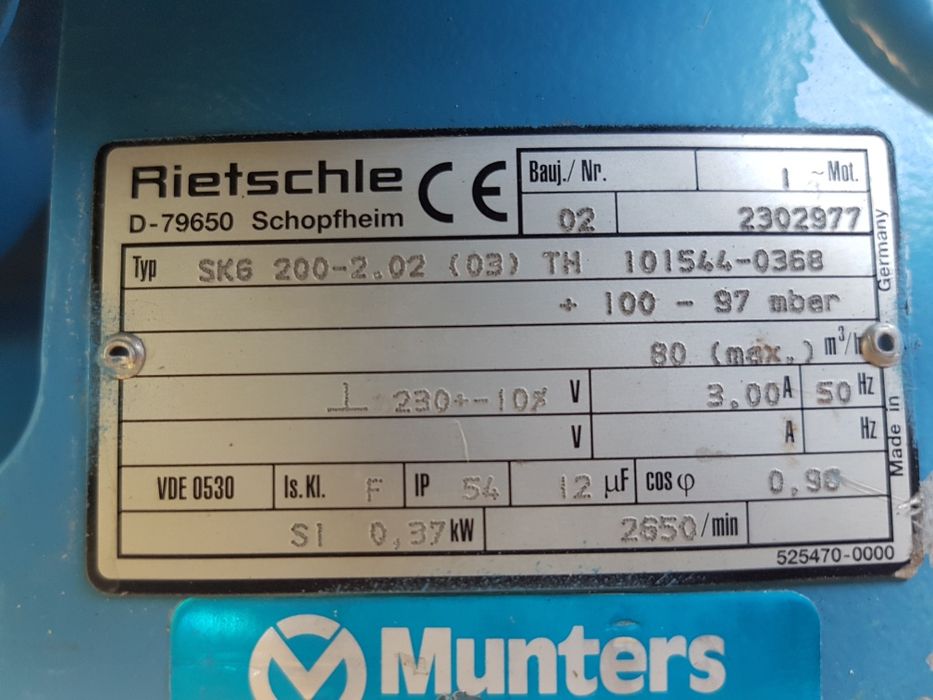 Rietschle CE
D-79650 Schopfheim
Bauj./ Nr. 1 ~Mot.
02 2302977
Typ SKG 200-2.02 (03) TH 101544-0368
+ 100 - 97 mbar
80 (max.) m³/h
230+-10% V 3.00 A 50 Hz
V A Hz
VDE 0530 Is.Kl. F IP 54 12 µF cos φ
S1 0,37 kW 2650/min
525470-0000
Made in Germany
Munters